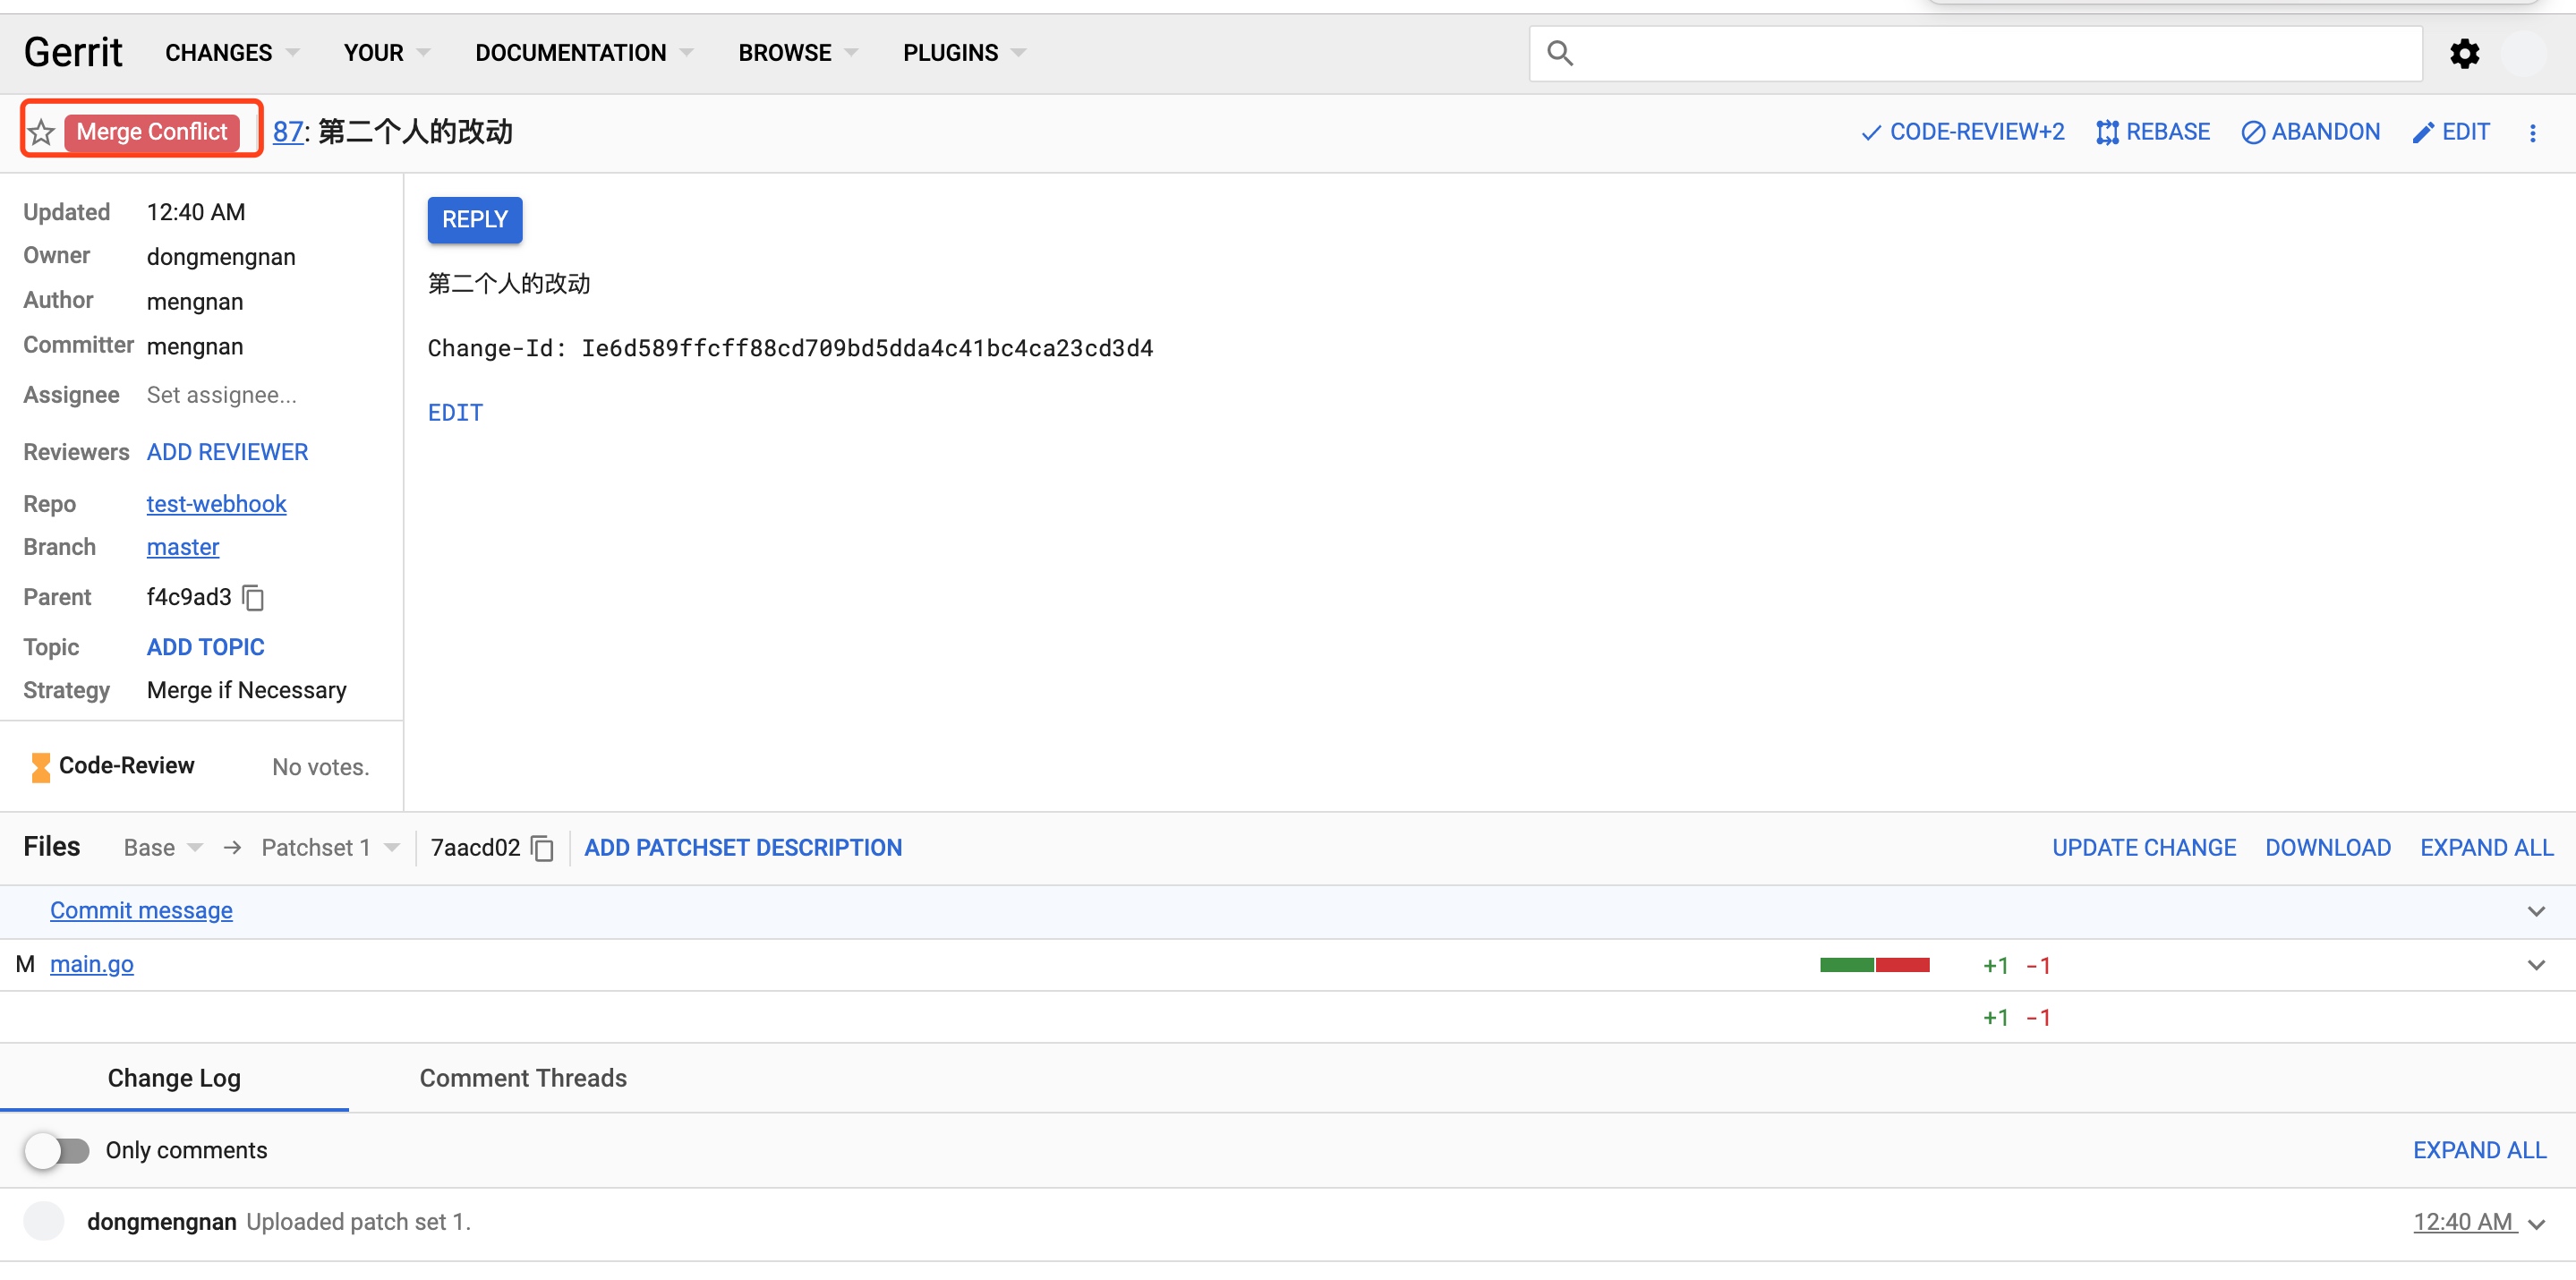 Gerrit CHANGES YOUR DOCUMENTATION BROWSE PLUGINS
Merge Conflict 87: 第二个人的改动 CODE-REVIEW+2 REBASE ABANDON EDIT
Updated 12:40 AM
Owner dongmengnan
Author mengnan
Committer mengnan
Assignee Set assignee...
Reviewers ADD REVIEWER
Repo test-webhook
Branch master
Parent f4c9ad3
Topic ADD TOPIC
Strategy Merge if Necessary
Code-Review No votes.
REPLY
第二个人的改动
Change-Id: Ie6d589ffcff88cd709bd5dda4c41bc4ca23cd3d4
EDIT
Files Base → Patchset 1 7aacd02 ADD PATCHSET DESCRIPTION UPDATE CHANGE DOWNLOAD EXPAND ALL
Commit message
M main.go +1 -1
+1 -1
Change Log Comment Threads
Only comments EXPAND ALL
dongmengnan Uploaded patch set 1. 12:40 AM